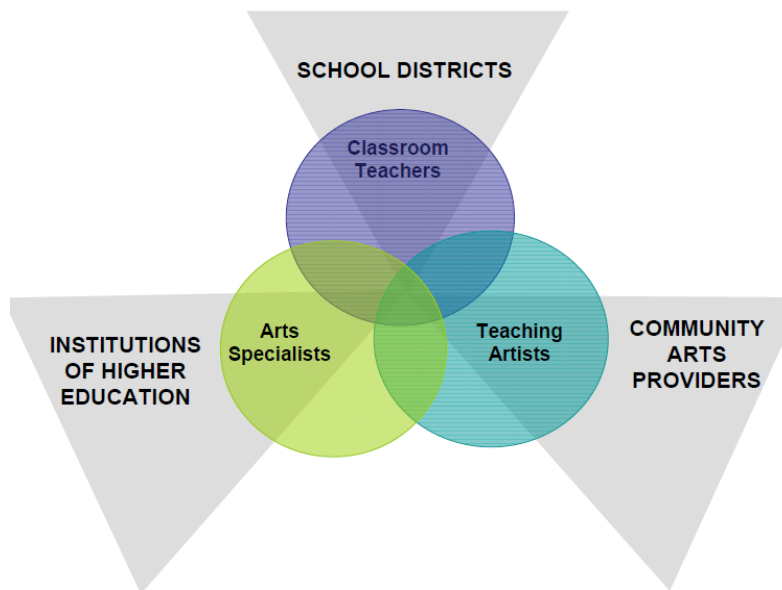 SCHOOL DISTRICTS
Classroom
Teachers
Arts
Specialists
Teaching
Artists
INSTITUTIONS
OF HIGHER
EDUCATION
COMMUNITY
ARTS
PROVIDERS